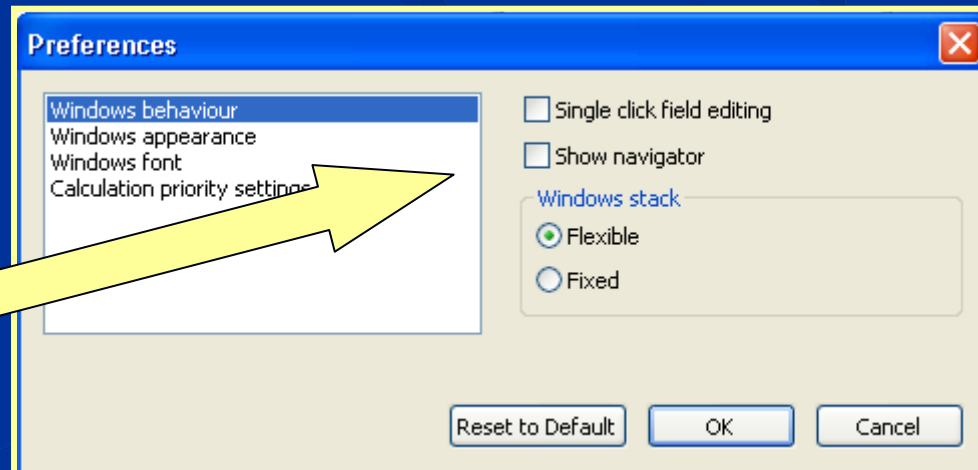 Preferences
Windows behaviour
Windows appearance
Windows font
Calculation priority settings
Single click field editing
Show navigator
Windows stack
Flexible
Fixed
Reset to Default
OK
Cancel